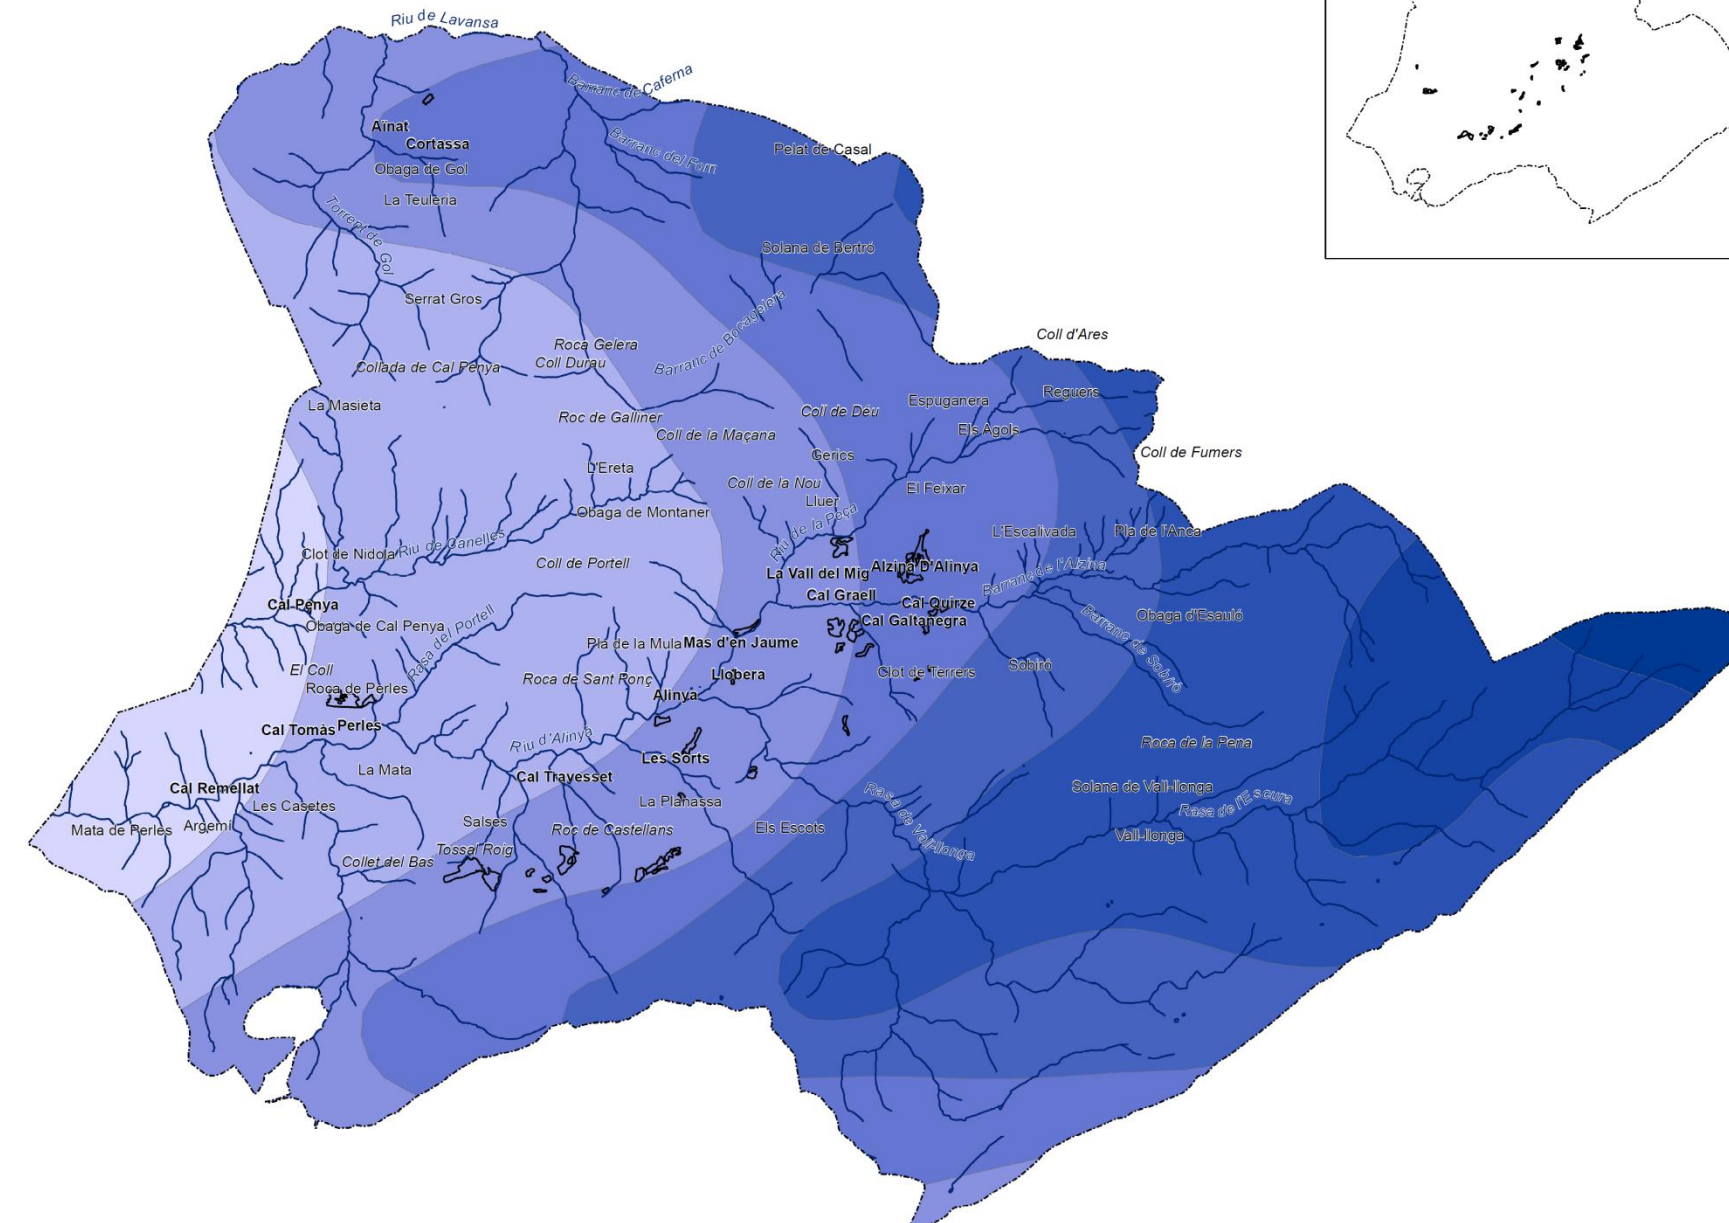 Riu de Lavansa
Barranc de Caferna
Aïnat
Cortassa
Barranc del Forn
Pelat de Casal
Obaga de Gol
La Teuleria
Torrent de Gol
Solana de Bertró
Serrat Gros
Barranc de Bocagelera
Coll d'Ares
Roca Gelera
Coll Durau
Collada de Cal Penya
Reguers
La Masieta
Espuganera
Coll de Déu
Roc de Galliner
Coll de la Maçana
Els Agols
Coll de Fumers
Gerics
L'Ereta
Coll de la Nou
El Feixar
Lluer
Obaga de Montaner
Riu de la Peça
L'Escalivada
Pla de l'Anca
Clot de Nidola
Riu de Canelles
Coll de Portell
La Vall del Mig
Alzina D'Alinya
Barranc de l'Alzina
Cal Graell
Cal Quirze
Cal Penya
Obaga de Cal Penya
Rasa del Portell
Cal Galtanegra
Barranc de Sobiró
Obaga d'Esauló
Pla de la Mula
Mas d'en Jaume
El Coll
Roca de Perles
Roca de Sant Ponç
Llobera
Clot de Terrers
Sobiró
Alinya
Cal Tomàs
Perles
Riu d'Alinyà
Roca de la Pena
Les Sorts
La Mata
Cal Travesset
Cal Remellat
Solana de Vall-llonga
Les Casetes
La Planassa
Rasa de l'Escura
Rasa de Vall-llonga
Mata de Perles
Argemí
Salses
Roc de Castellans
Els Escots
Vall-llonga
Tossal Roig
Collet del Bas